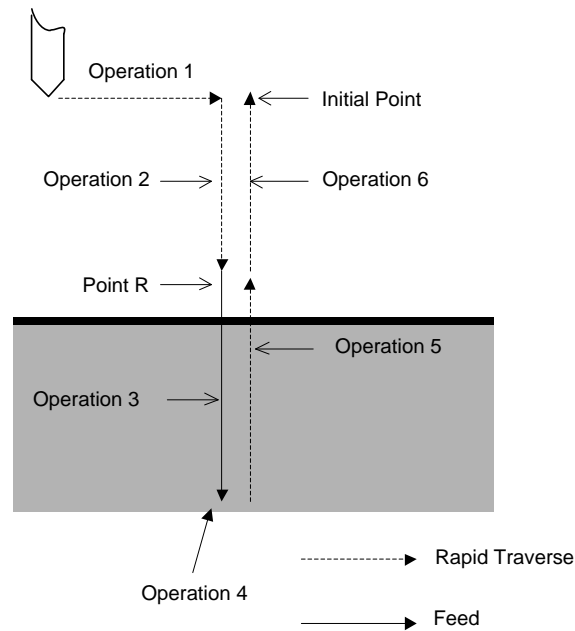 Operation 1
Initial Point
Operation 2
Operation 6
Point R
Operation 5
Operation 3
Operation 4
Rapid Traverse
Feed